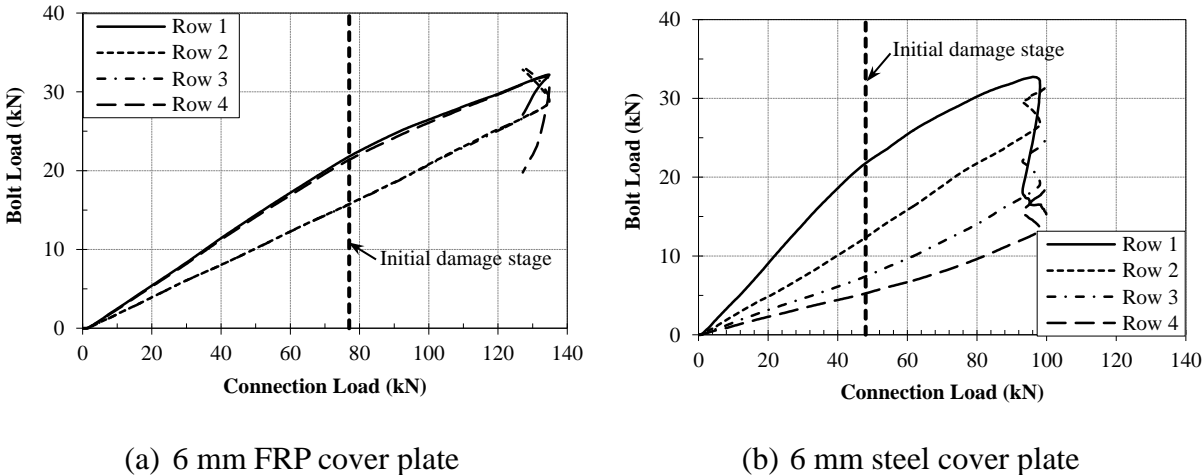 40
30
20
10
0
Bolt Load (kN)
Row 1
Row 2
Row 3
Row 4
Initial damage stage
0 20 40 60 80 100 120 140
Connection Load (kN)
(a) 6 mm FRP cover plate
40
30
20
10
0
Bolt Load (kN)
Initial damage stage
Row 1
Row 2
Row 3
Row 4
0 20 40 60 80 100 120 140
Connection Load (kN)
(b) 6 mm steel cover plate